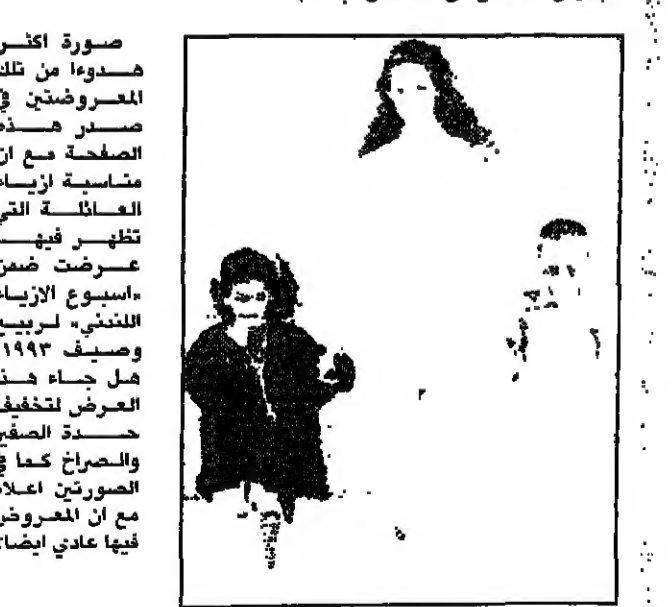 صورة اكثر
هدوءا من تلك
المعروضتين في
صدر هذه
الصفحة مع ان
متاسية ازياء
العائلة التي
تظهر فيها
عرضت ضمن
«اسبوع الازياء
اللندني» لربيع
وصيف ١٩٩٣
هل جاء هذا
العرض لتخفيف
حدة الصفير
والصراخ كما في
الصورتين اعلاه
مع ان المعروض
فيها عادي ايضا؟